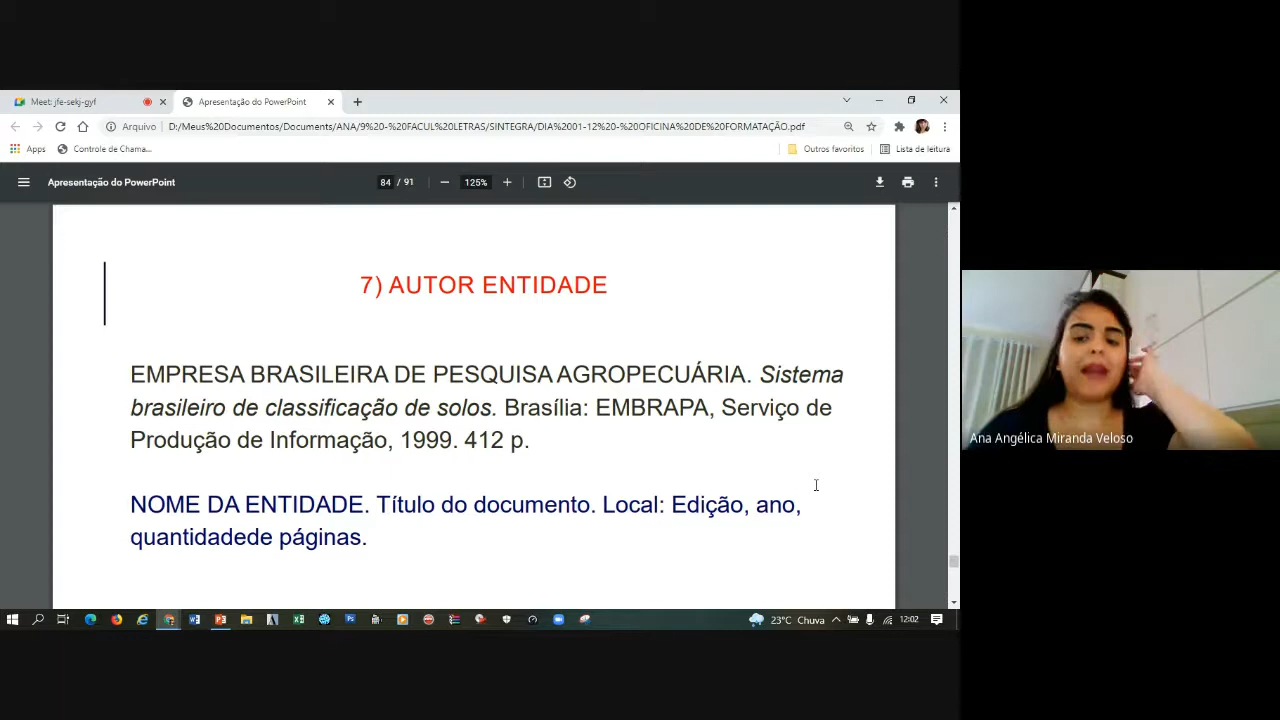 Meet: jfe-sekj-gyf
Apresentação do PowerPoint
Arquivo
D:/Meus%20Documentos/Documents/ANA/9%20-%20FACUL%20LETRAS/SINTEGRA/DIA%2001-12%20-%20OFICINA%20DE%20FORMATAÇÃO.pdf
Apps
Controle de Chama...
Outros favoritos
Lista de leitura
Apresentação do PowerPoint
84 / 91
125%
7) AUTOR ENTIDADE
EMPRESA BRASILEIRA DE PESQUISA AGROPECUÁRIA. Sistema
brasileiro de classificação de solos. Brasília: EMBRAPA, Serviço de
Produção de Informação, 1999. 412 p.
NOME DA ENTIDADE. Título do documento. Local: Edição, ano,
quantidadede páginas.
Ana Angélica Miranda Veloso
23°C Chuva
12:02